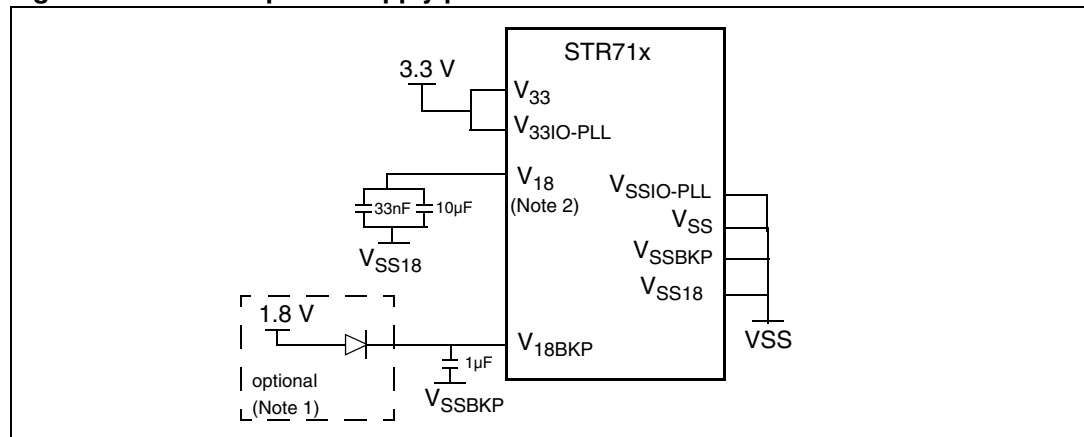 STR71x
3.3 V
V33
V33IO-PLL
V18
(Note 2)
33nF
10µF
VSS18
VSSIO-PLL
VSS
VSSBKP
VSS18
VSS
1.8 V
optional
(Note 1)
V18BKP
1µF
VSSBKP